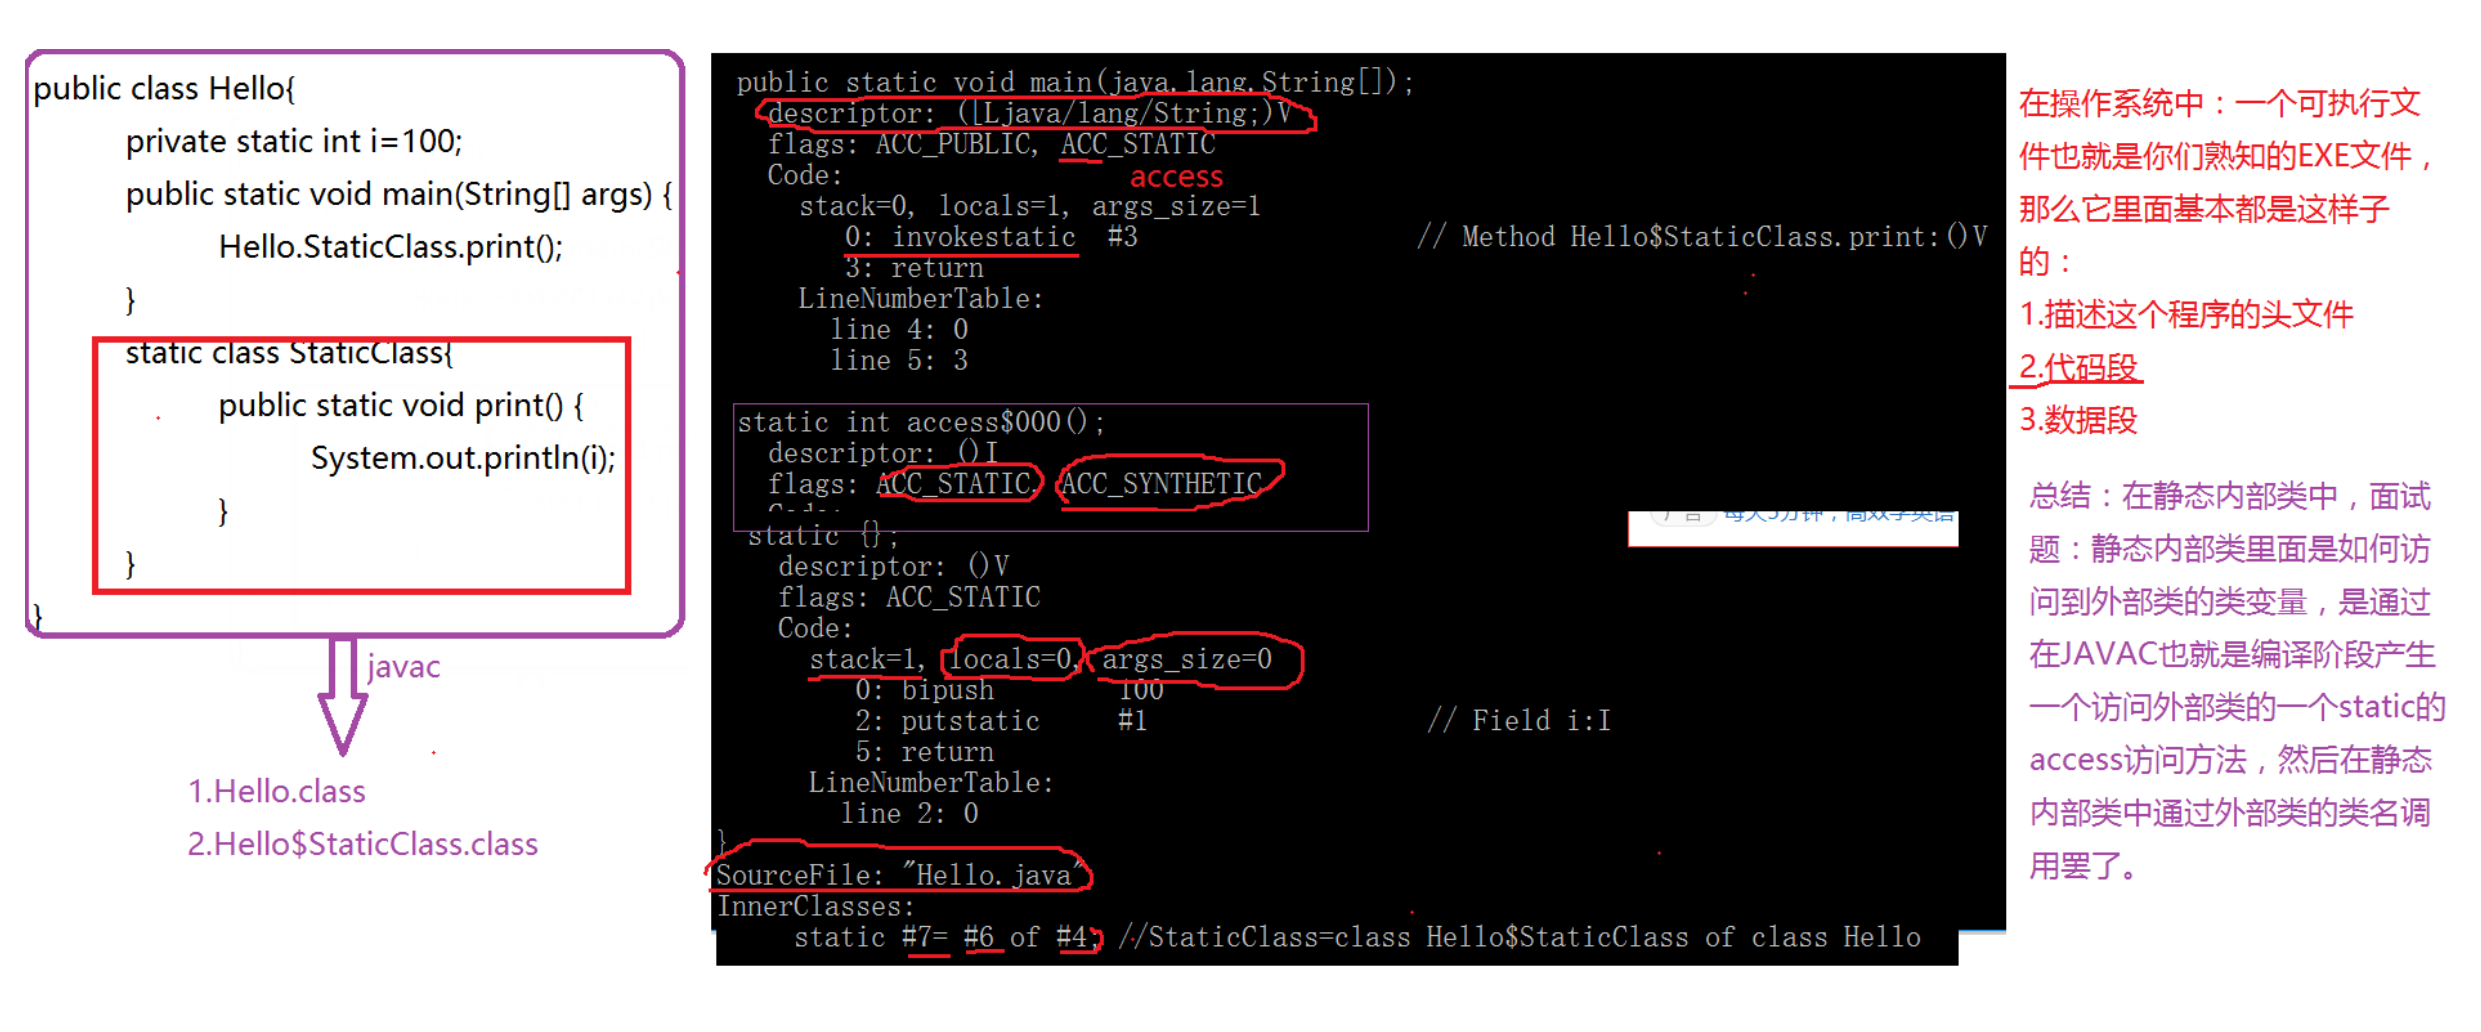 public class Hello{
private static int i=100;
public static void main(String[] args) {
Hello.StaticClass.print();
}
static class StaticClass{
public static void print() {
System.out.println(i);
}
}
}
javac
1.Hello.class
2.Hello$StaticClass.class
public static void main(java.lang.String[]);
descriptor: ([Ljava/lang/String;)V
flags: ACC_PUBLIC, ACC_STATIC
Code:
access
stack=0, locals=1, args_size=1
0: invokestatic #3 // Method Hello$StaticClass.print:()V
3: return
LineNumberTable:
line 4: 0
line 5: 3
static int access$000();
descriptor: ()I
flags: ACC_STATIC, ACC_SYNTHETIC
static {};
descriptor: ()V
flags: ACC_STATIC
Code:
stack=1, locals=0, args_size=0
0: bipush 100
2: putstatic #1 // Field i:I
5: return
LineNumberTable:
line 2: 0
}
SourceFile: "Hello.java"
InnerClasses:
static #7= #6 of #4; //StaticClass=class Hello$StaticClass of class Hello
在操作系统中：一个可执行文
件也就是你们熟知的EXE文件，
那么它里面基本都是这样子
的：
1.描述这个程序的头文件
2.代码段
3.数据段
总结：在静态内部类中，面试
题：静态内部类里面是如何访
问到外部类的类变量，是通过
在JAVAC也就是编译阶段产生
一个访问外部类的一个static的
access访问方法，然后在静态
内部类中通过外部类的类名调
用罢了。